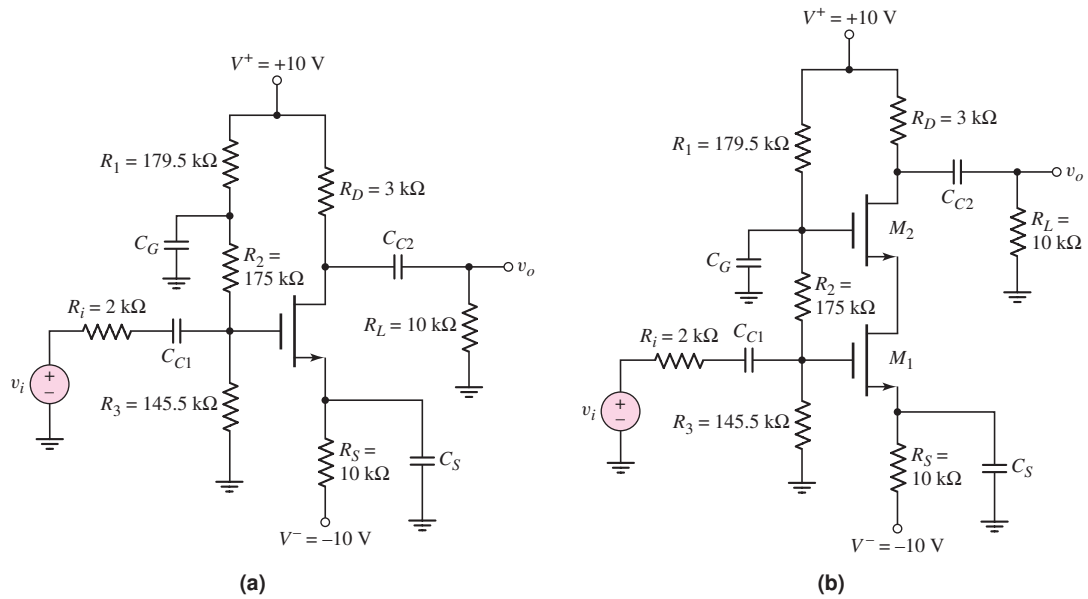 V⁺ = +10 V
R₁ = 179.5 kΩ
R_D = 3 kΩ
C_G
R₂ =
175 kΩ
C_C2
v_o
R_i = 2 kΩ
C_C1
R_L = 10 kΩ
v_i
+
−
R₃ = 145.5 kΩ
R_S =
10 kΩ
C_S
V⁻ = –10 V
(a)
V⁺ = +10 V
R_D = 3 kΩ
R₁ = 179.5 kΩ
v_o
C_C2
R_L =
10 kΩ
M₂
C_G
R₂ =
175 kΩ
R_i = 2 kΩ
C_C1
M₁
v_i
+
−
R₃ = 145.5 kΩ
R_S =
10 kΩ
C_S
V⁻ = –10 V
(b)